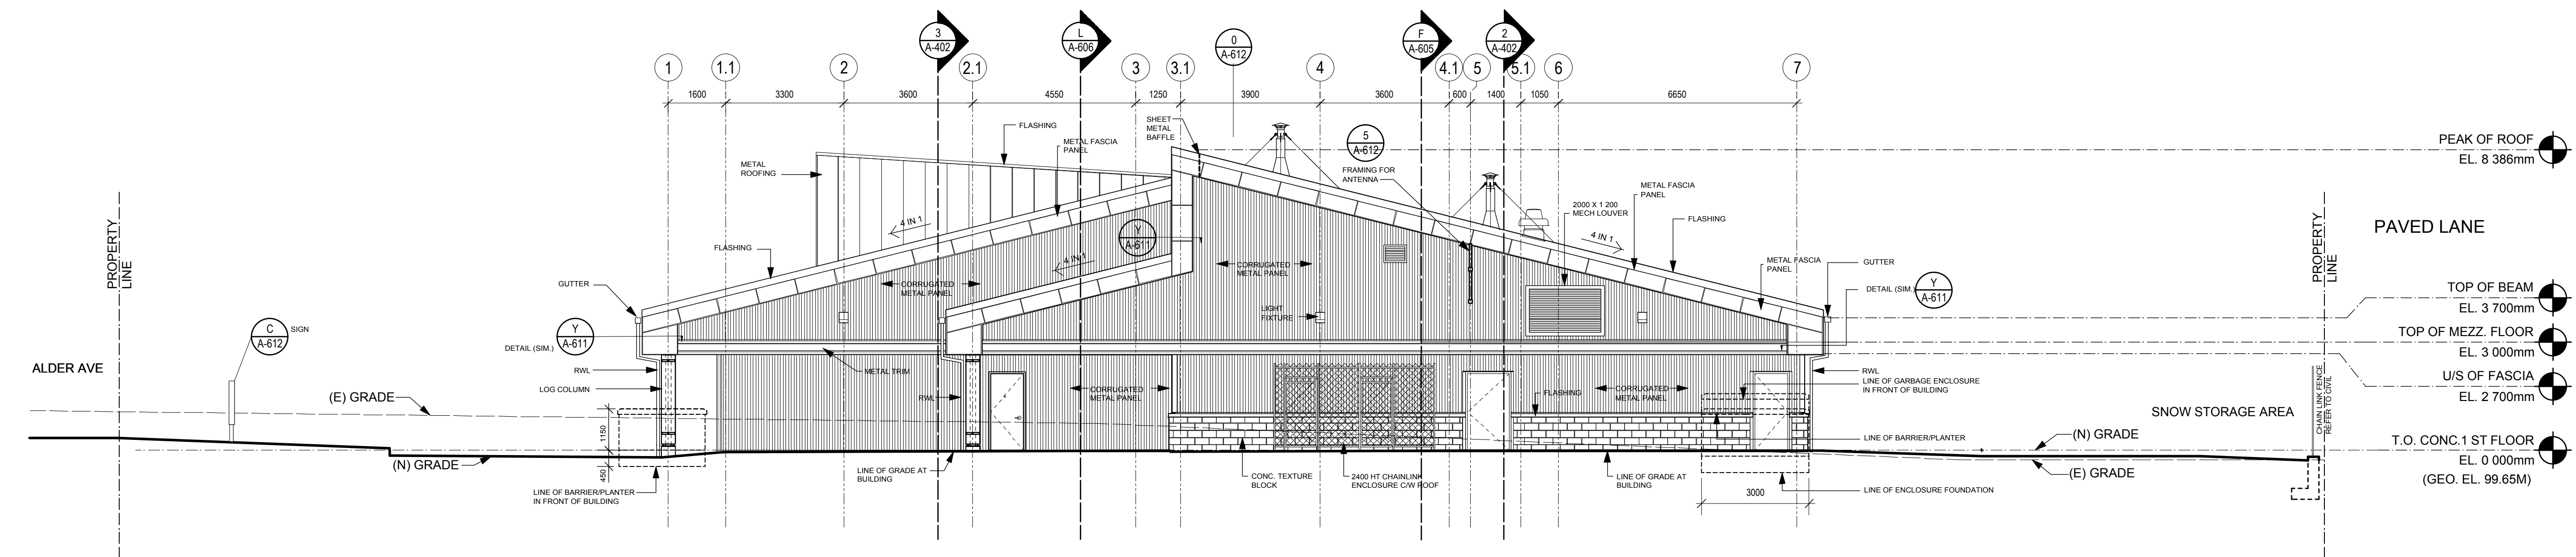 3
A-402
L
A-606
0
A-612
F
A-605
2
A-402
1
1.1
2
2.1
3
3.1
4
4.1
5
5.1
6
7
1600
3300
3600
4550
1250
3900
3600
600
1400
1050
6650
FLASHING
METAL FASCIA
PANEL
SHEET
METAL
BAFFLE
5
A-612
FRAMING FOR
ANTENNA
METAL
ROOFING
METAL FASCIA
PANEL
2000 X 1 200
MECH LOUVER
FLASHING
4 IN 1
4 IN 1
4 IN 1
Y
A-611
FLASHING
CORRUGATED
METAL PANEL
CORRUGATED
METAL PANEL
METAL FASCIA
PANEL
GUTTER
GUTTER
DETAIL (SIM.)
Y
A-611
LIGHT
FIXTURE
C
A-612
SIGN
Y
A-611
DETAIL (SIM.)
PROPERTY
LINE
PROPERTY
LINE
PAVED LANE
PEAK OF ROOF
EL. 8 386mm
TOP OF BEAM
EL. 3 700mm
TOP OF MEZZ. FLOOR
EL. 3 000mm
U/S OF FASCIA
EL. 2 700mm
T.O. CONC.1 ST FLOOR
EL. 0 000mm
(GEO. EL. 99.65M)
ALDER AVE
(E) GRADE
(N) GRADE
RWL
LOG COLUMN
METAL TRIM
RWL
CORRUGATED
METAL PANEL
FLASHING
CORRUGATED
METAL PANEL
RWL
LINE OF GARBAGE ENCLOSURE
IN FRONT OF BUILDING
LINE OF BARRIER/PLANTER
SNOW STORAGE AREA
CHAIN LINK FENCE
REFER TO CIVIL
(N) GRADE
(E) GRADE
1150
450
LINE OF BARRIER/PLANTER
IN FRONT OF BUILDING
LINE OF GRADE AT
BUILDING
CONC. TEXTURE
BLOCK
2400 HT CHAINLINK
ENCLOSURE C/W ROOF
LINE OF GRADE AT
BUILDING
3000
LINE OF ENCLOSURE FOUNDATION